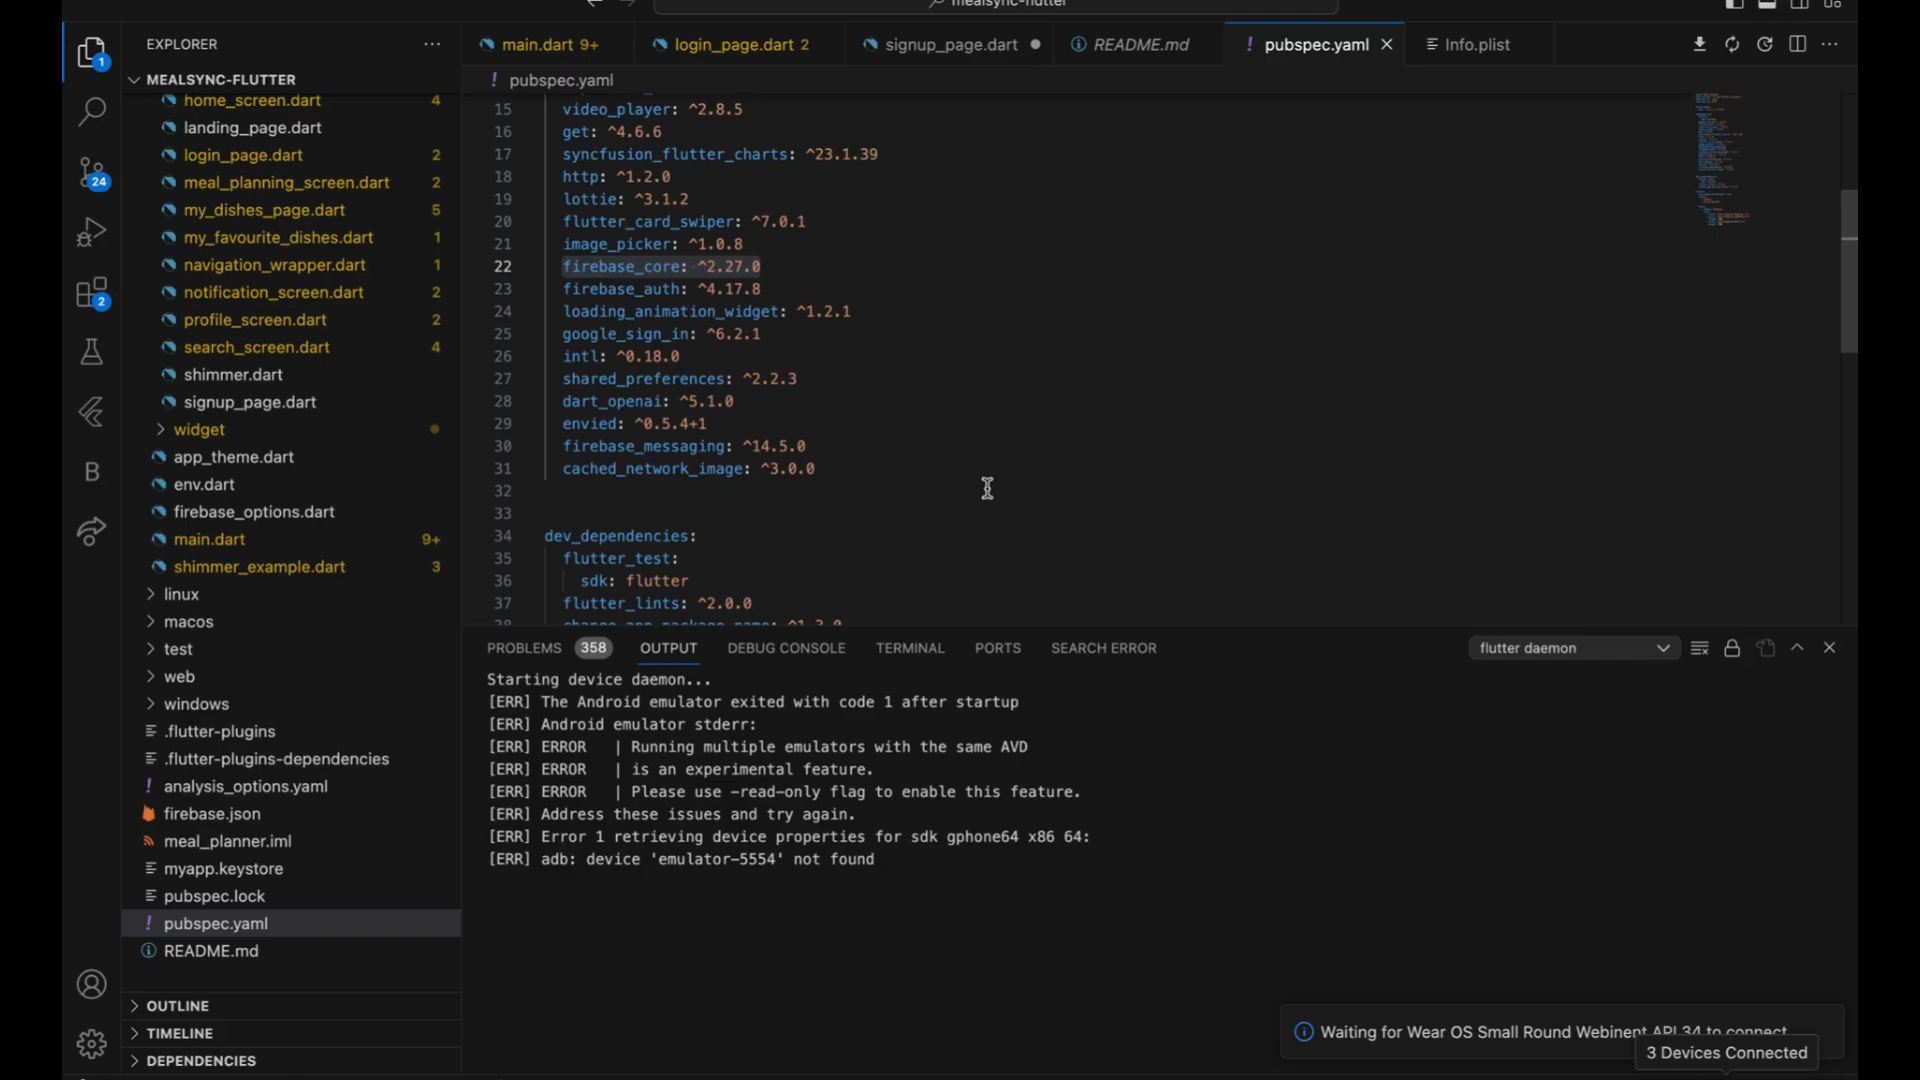 mealsync-flutter
EXPLORER
main.dart 9+
login_page.dart 2
signup_page.dart
README.md
! pubspec.yaml
Info.plist
MEALSYNC-FLUTTER
! pubspec.yaml
1
24
2
B
home_screen.dart 4
landing_page.dart
login_page.dart 2
meal_planning_screen.dart 2
my_dishes_page.dart 5
my_favourite_dishes.dart 1
navigation_wrapper.dart 1
notification_screen.dart 2
profile_screen.dart 2
search_screen.dart 4
shimmer.dart
signup_page.dart
widget
app_theme.dart
env.dart
firebase_options.dart
main.dart 9+
shimmer_example.dart 3
linux
macos
test
web
windows
.flutter-plugins
.flutter-plugins-dependencies
! analysis_options.yaml
firebase.json
meal_planner.iml
myapp.keystore
pubspec.lock
! pubspec.yaml
README.md
OUTLINE
TIMELINE
DEPENDENCIES
15 video_player: ^2.8.5
16 get: ^4.6.6
17 syncfusion_flutter_charts: ^23.1.39
18 http: ^1.2.0
19 lottie: ^3.1.2
20 flutter_card_swiper: ^7.0.1
21 image_picker: ^1.0.8
22 firebase_core: ^2.27.0
23 firebase_auth: ^4.17.8
24 loading_animation_widget: ^1.2.1
25 google_sign_in: ^6.2.1
26 intl: ^0.18.0
27 shared_preferences: ^2.2.3
28 dart_openai: ^5.1.0
29 envied: ^0.5.4+1
30 firebase_messaging: ^14.5.0
31 cached_network_image: ^3.0.0
32
33
34 dev_dependencies:
35 flutter_test:
36 sdk: flutter
37 flutter_lints: ^2.0.0
38 change_app_package_name: ^1.3.0
PROBLEMS 358 OUTPUT DEBUG CONSOLE TERMINAL PORTS SEARCH ERROR
flutter daemon
Starting device daemon...
[ERR] The Android emulator exited with code 1 after startup
[ERR] Android emulator stderr:
[ERR] ERROR | Running multiple emulators with the same AVD
[ERR] ERROR | is an experimental feature.
[ERR] ERROR | Please use -read-only flag to enable this feature.
[ERR] Address these issues and try again.
[ERR] Error 1 retrieving device properties for sdk gphone64 x86 64:
[ERR] adb: device 'emulator-5554' not found
Waiting for Wear OS Small Round Webinent API 34 to connect
3 Devices Connected